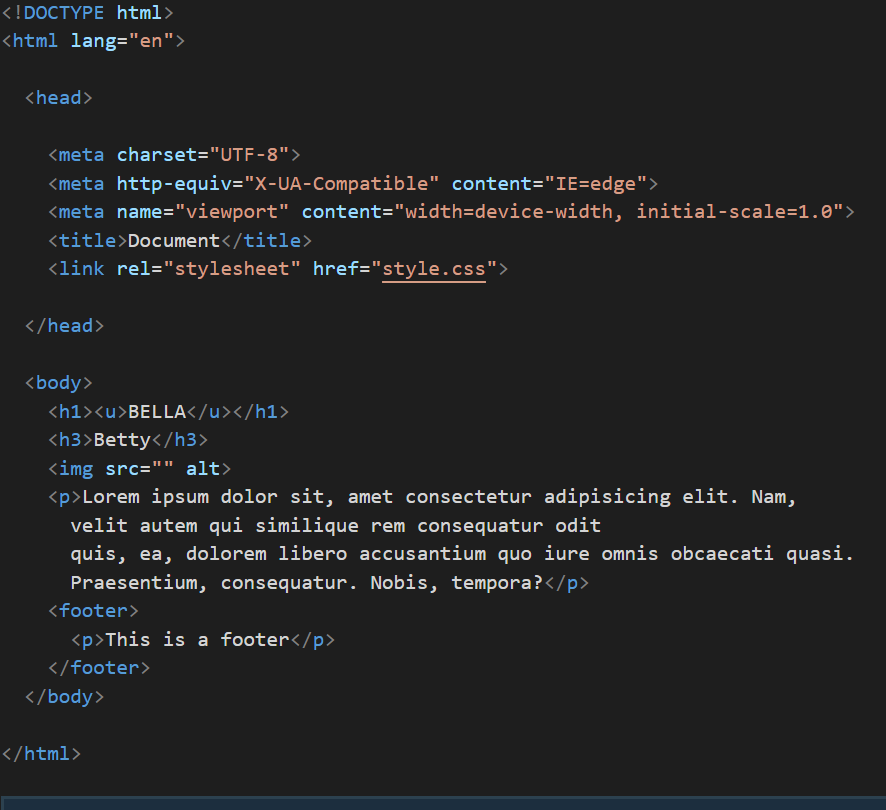 <!DOCTYPE html>
<html lang="en">
<head>
<meta charset="UTF-8">
<meta http-equiv="X-UA-Compatible" content="IE=edge">
<meta name="viewport" content="width=device-width, initial-scale=1.0">
<title>Document</title>
<link rel="stylesheet" href="style.css">
</head>
<body>
<h1><u>BELLA</u></h1>
<h3>Betty</h3>
<img src="" alt>
<p>Lorem ipsum dolor sit, amet consectetur adipisicing elit. Nam,
velit autem qui similique rem consequatur odit
quis, ea, dolorem libero accusantium quo iure omnis obcaecati quasi.
Praesentium, consequatur. Nobis, tempora?</p>
<footer>
<p>This is a footer</p>
</footer>
</body>
</html>